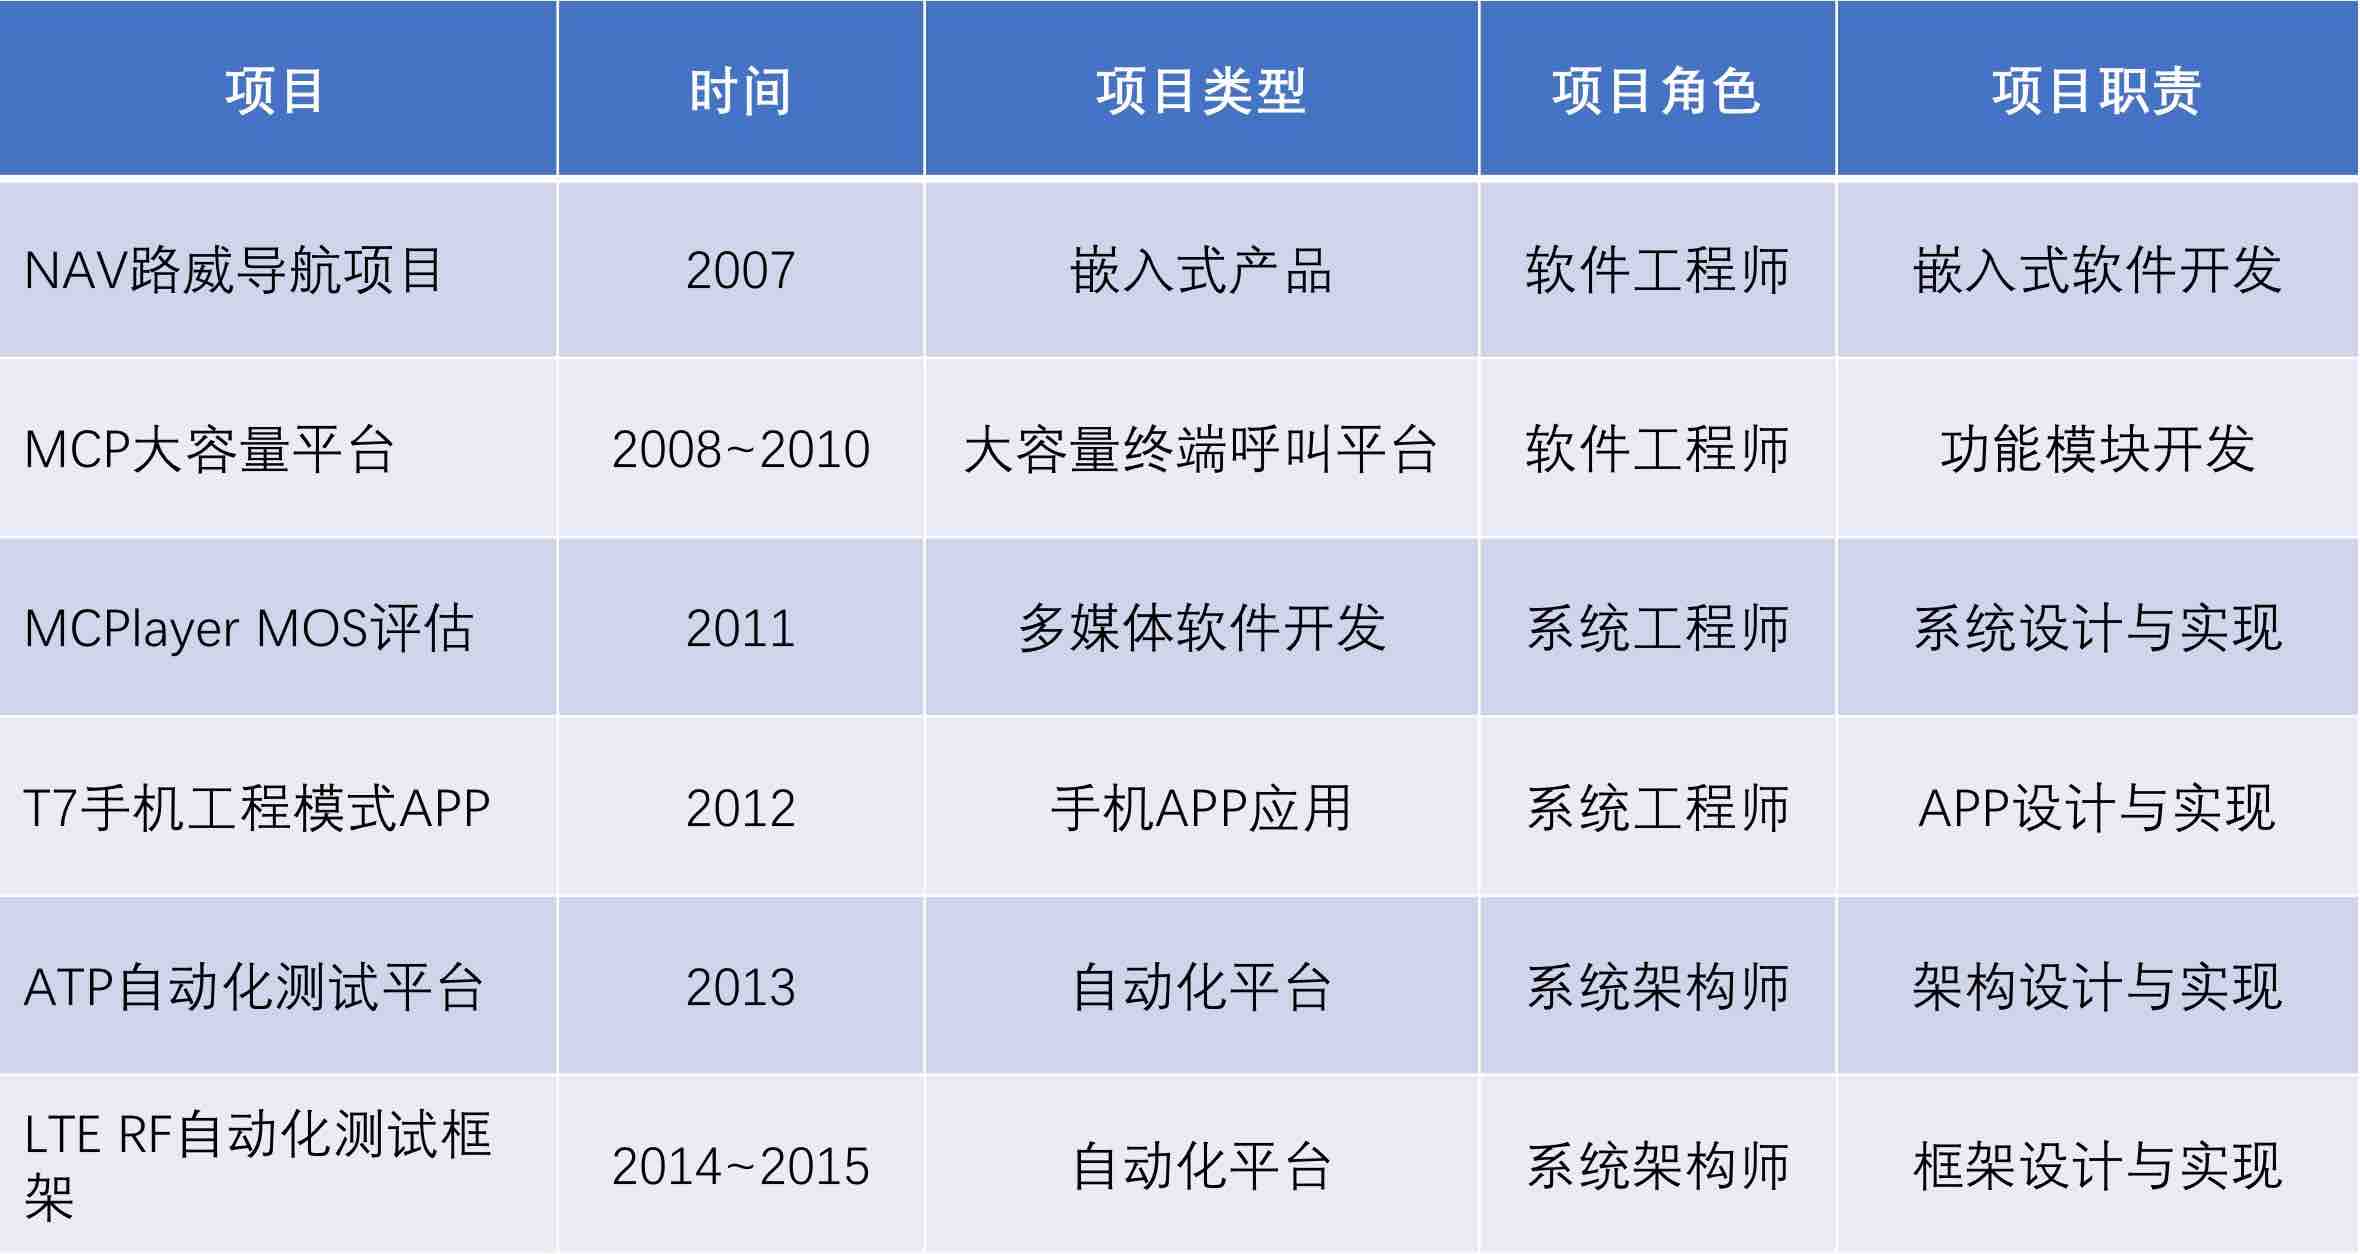 项目 时间 项目类型 项目角色 项目职责
NAV路威导航项目 2007 嵌入式产品 软件工程师 嵌入式软件开发
MCP大容量平台 2008~2010 大容量终端呼叫平台 软件工程师 功能模块开发
MCPlayer MOS评估 2011 多媒体软件开发 系统工程师 系统设计与实现
T7手机工程模式APP 2012 手机APP应用 系统工程师 APP设计与实现
ATP自动化测试平台 2013 自动化平台 系统架构师 架构设计与实现
LTE RF自动化测试框
架 2014~2015 自动化平台 系统架构师 框架设计与实现